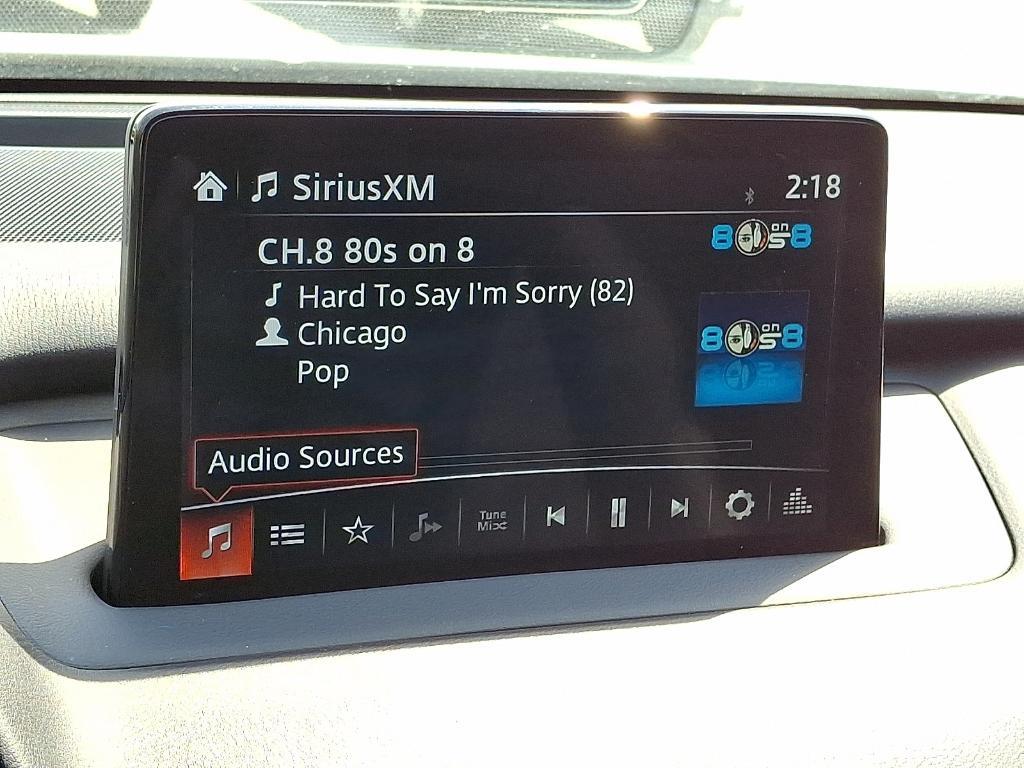 SiriusXM 2:18
CH.8 80s on 8
80s on 8
Hard To Say I'm Sorry (82)
Chicago
80s on 8
Pop
Audio Sources
Tune
Mix